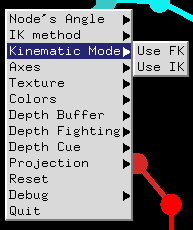 Node's Angle
IK method
Kinematic Mode
Use FK
Use IK
Axes
Texture
Colors
Depth Buffer
Depth Fighting
Depth Cue
Projection
Reset
Debug
Quit